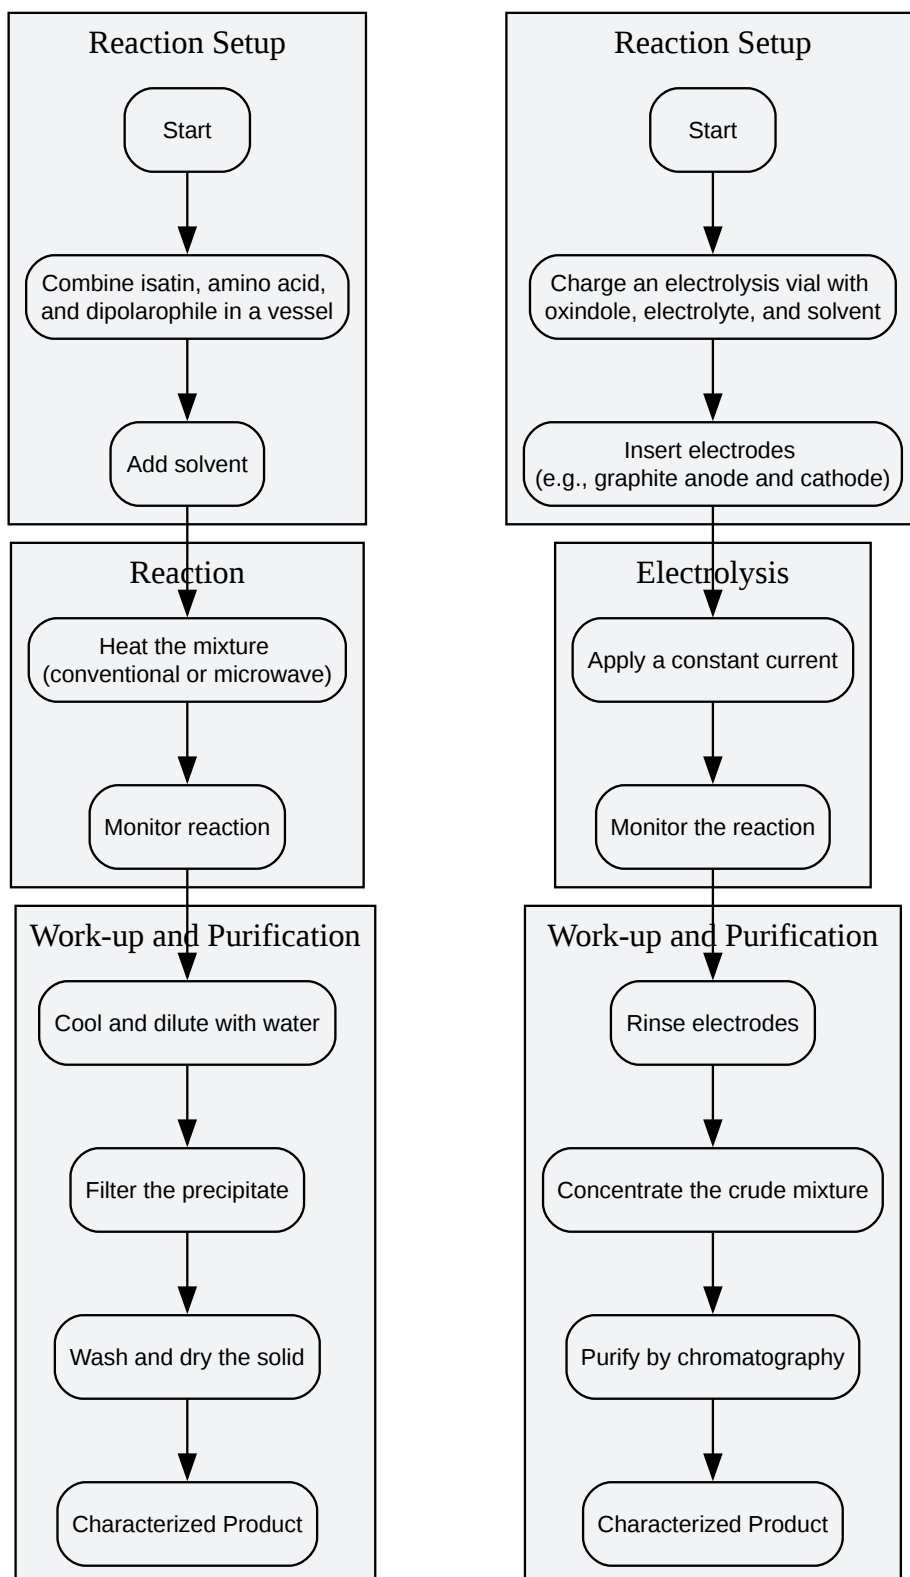 Reaction Setup
Start
Combine isatin, amino acid,
and dipolarophile in a vessel
Add solvent
Reaction
Heat the mixture
(conventional or microwave)
Monitor reaction
Work-up and Purification
Cool and dilute with water
Filter the precipitate
Wash and dry the solid
Characterized Product
Reaction Setup
Start
Charge an electrolysis vial with
oxindole, electrolyte, and solvent
Insert electrodes
(e.g., graphite anode and cathode)
Electrolysis
Apply a constant current
Monitor the reaction
Work-up and Purification
Rinse electrodes
Concentrate the crude mixture
Purify by chromatography
Characterized Product